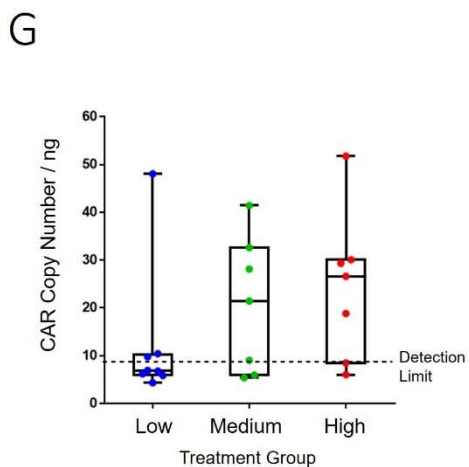 G
CAR Copy Number / ng
60
50
40
30
20
10
0
Detection
Limit
Low Medium High
Treatment Group